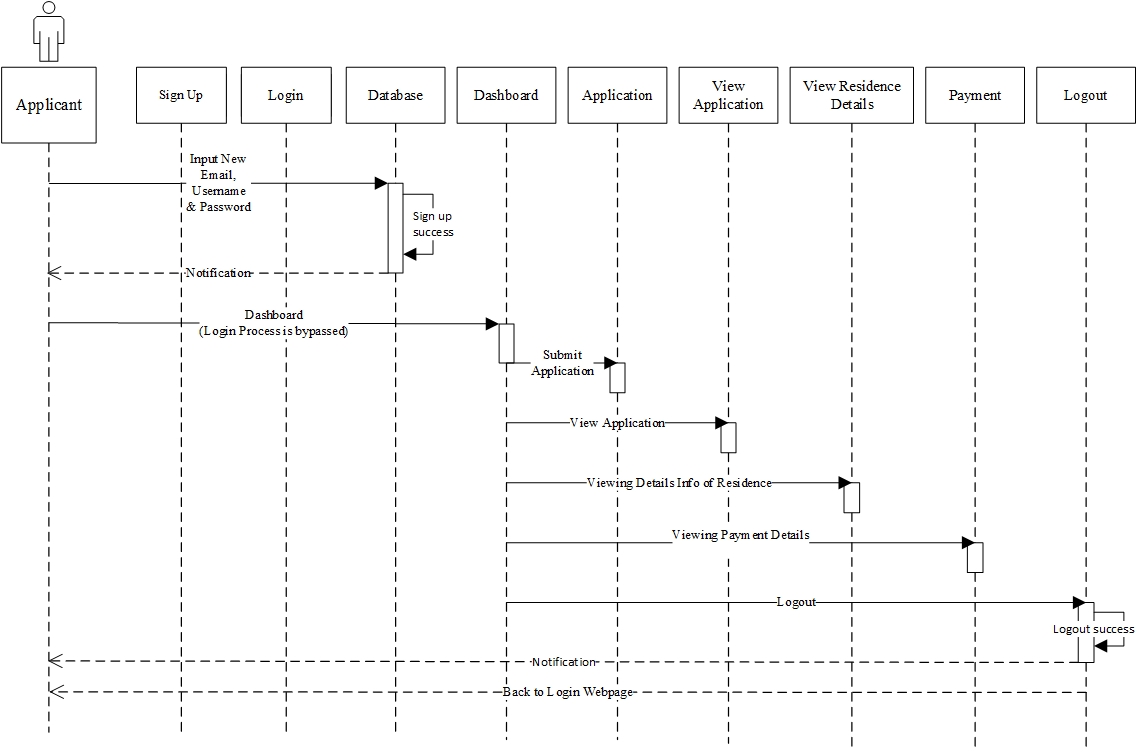 Applicant
Sign Up
Login
Database
Dashboard
Application
View
Application
View Residence
Details
Payment
Logout
Input New
Email,
Username
& Password
Sign up
success
Notification
Dashboard
(Login Process is bypassed)
Submit
Application
View Application
Viewing Details Info of Residence
Viewing Payment Details
Logout
Logout success
Notification
Back to Login Webpage